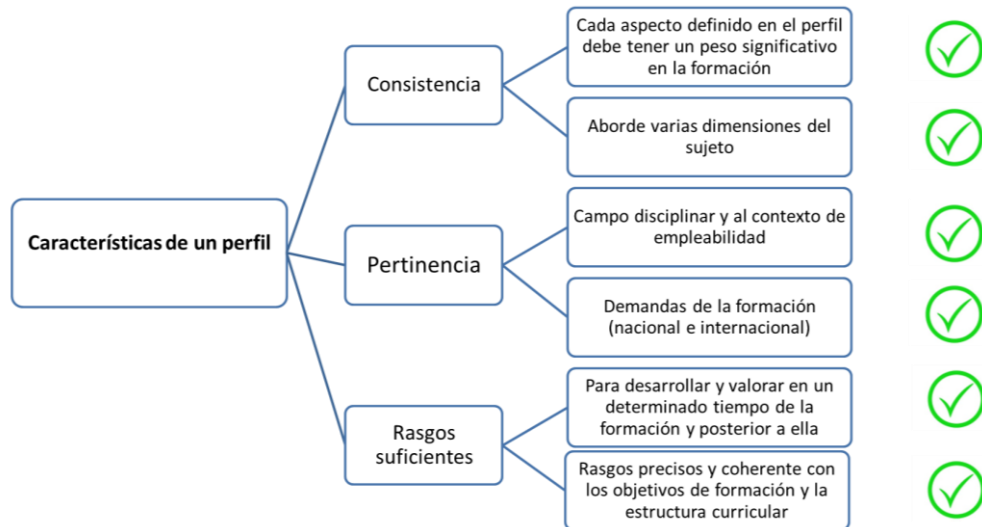 Características de un perfil
Consistencia
Cada aspecto definido en el perfil
debe tener un peso significativo
en la formación
Aborde varias dimensiones del
sujeto
Pertinencia
Campo disciplinar y al contexto de
empleabilidad
Demandas de la formación
(nacional e internacional)
Rasgos
suficientes
Para desarrollar y valorar en un
determinado tiempo de la
formación y posterior a ella
Rasgos precisos y coherente con
los objetivos de formación y la
estructura curricular